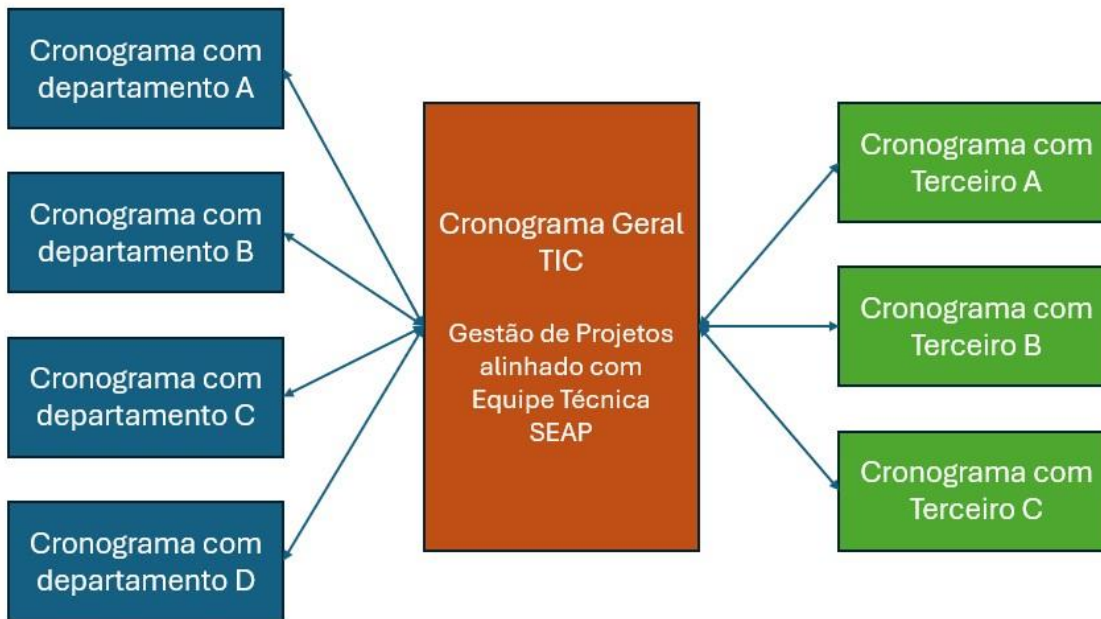 Cronograma com
departamento A
Cronograma com
departamento B
Cronograma com
departamento C
Cronograma com
departamento D
Cronograma Geral
TIC
Gestão de Projetos
alinhado com
Equipe Técnica
SEAP
Cronograma com
Terceiro A
Cronograma com
Terceiro B
Cronograma com
Terceiro C